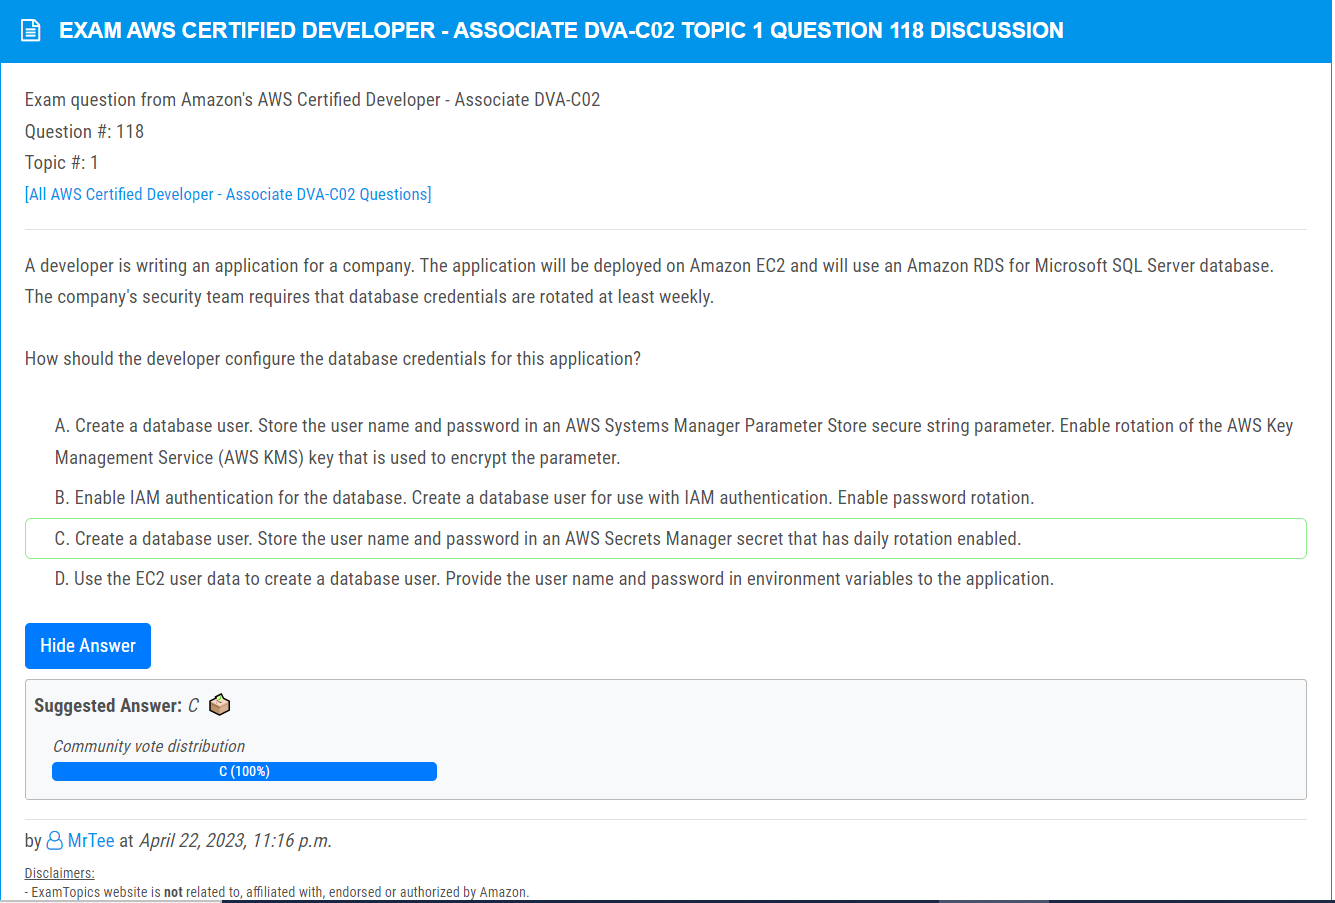 EXAM AWS CERTIFIED DEVELOPER - ASSOCIATE DVA-C02 TOPIC 1 QUESTION 118 DISCUSSION
Exam question from Amazon's AWS Certified Developer - Associate DVA-C02
Question #: 118
Topic #: 1
[All AWS Certified Developer - Associate DVA-C02 Questions]
A developer is writing an application for a company. The application will be deployed on Amazon EC2 and will use an Amazon RDS for Microsoft SQL Server database.
The company's security team requires that database credentials are rotated at least weekly.
How should the developer configure the database credentials for this application?
A. Create a database user. Store the user name and password in an AWS Systems Manager Parameter Store secure string parameter. Enable rotation of the AWS Key
Management Service (AWS KMS) key that is used to encrypt the parameter.
B. Enable IAM authentication for the database. Create a database user for use with IAM authentication. Enable password rotation.
C. Create a database user. Store the user name and password in an AWS Secrets Manager secret that has daily rotation enabled.
D. Use the EC2 user data to create a database user. Provide the user name and password in environment variables to the application.
Hide Answer
Suggested Answer: C
Community vote distribution
C (100%)
by MrTee at April 22, 2023, 11:16 p.m.
Disclaimers:
- ExamTopics website is not related to, affiliated with, endorsed or authorized by Amazon.